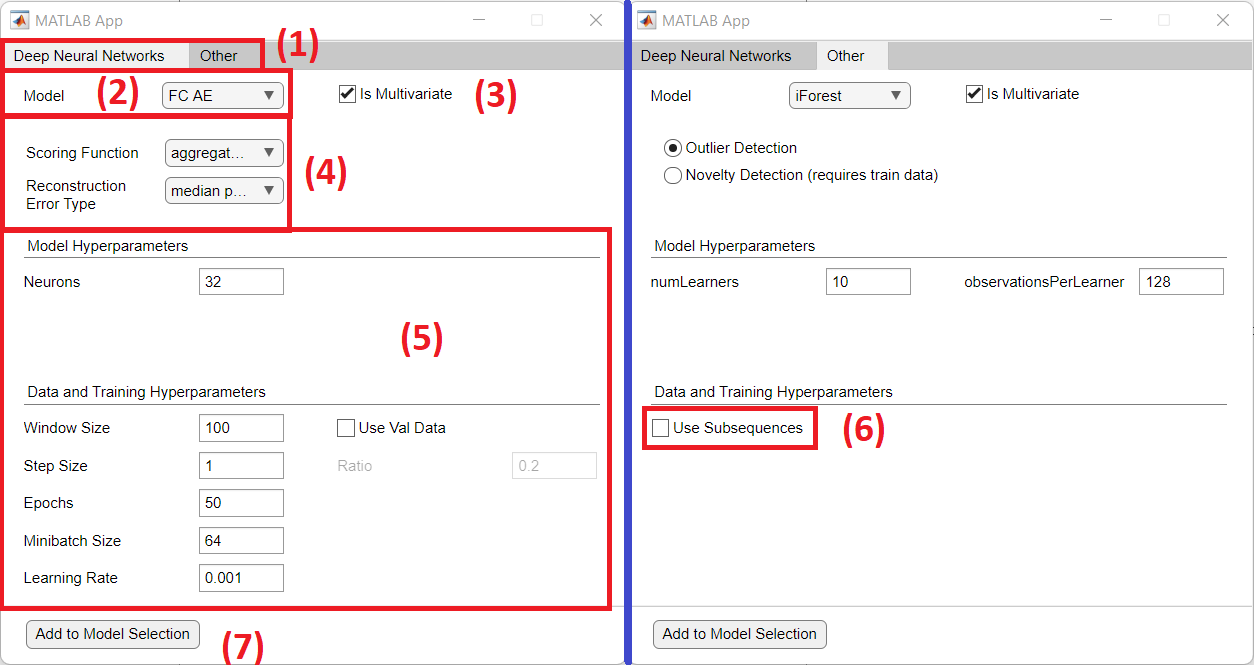 MATLAB App
Deep Neural Networks Other (1)
Model (2) FC AE Is Multivariate (3)
Scoring Function aggregat...
(4)
Reconstruction
Error Type median p...
Model Hyperparameters
Neurons 32
(5)
Data and Training Hyperparameters
Window Size 100 Use Val Data
Step Size 1 Ratio 0.2
Epochs 50
Minibatch Size 64
Learning Rate 0.001
Add to Model Selection (7)
MATLAB App
Deep Neural Networks Other
Model iForest Is Multivariate
Outlier Detection
Novelty Detection (requires train data)
Model Hyperparameters
numLearners 10 observationsPerLearner 128
Data and Training Hyperparameters
Use Subsequences (6)
Add to Model Selection